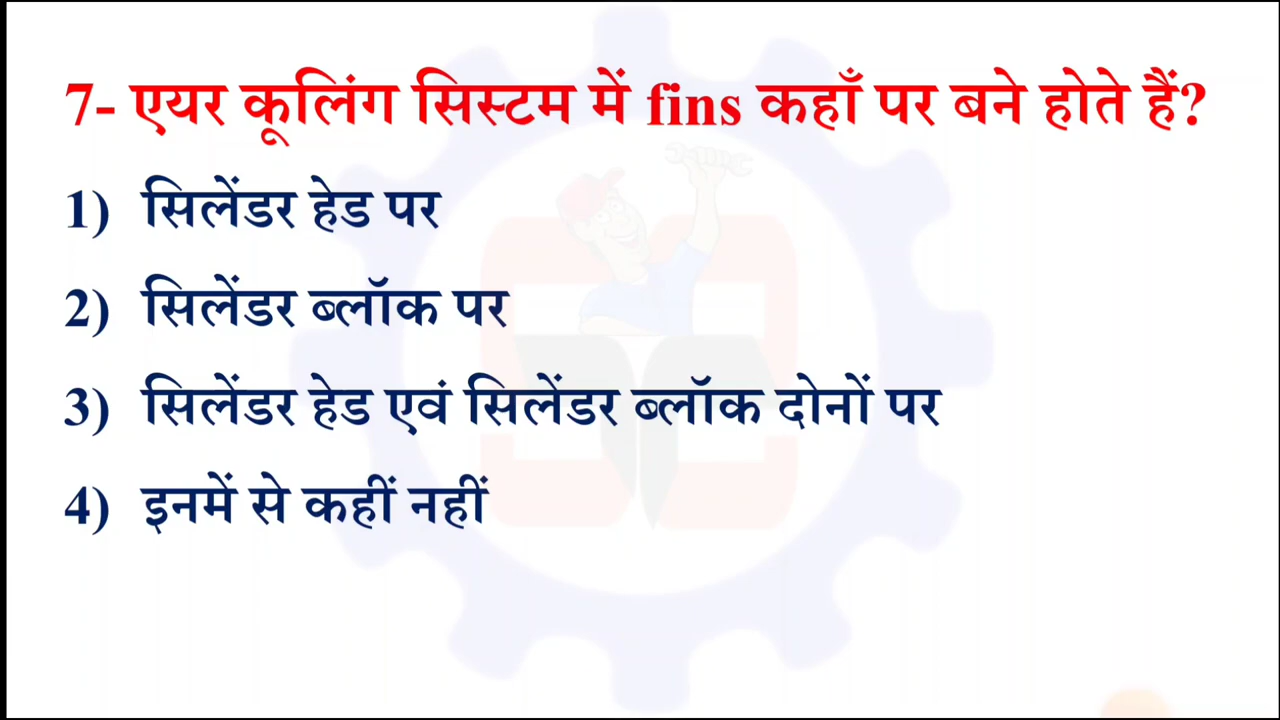 7- एयर कूलिंग सिस्टम में fins कहाँ पर बने होते हैं?
1) सिलेंडर हेड पर
2) सिलेंडर ब्लॉक पर
3) सिलेंडर हेड एवं सिलेंडर ब्लॉक दोनों पर
4) इनमें से कहीं नहीं